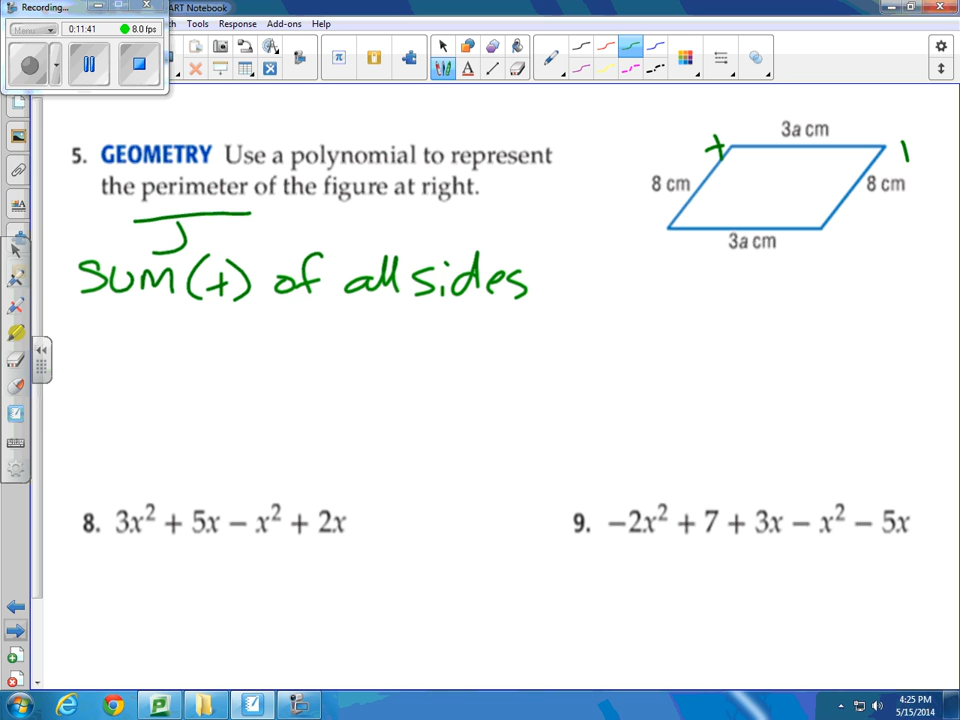 Recording...
ART Notebook
Menu
0:11:41
8.0 fps
Tools Response Add-ons Help
5. GEOMETRY Use a polynomial to represent
the perimeter of the figure at right.
3a cm
8 cm
8 cm
3a cm
+
sum (+) of all sides
8. 3x² + 5x − x² + 2x
9. −2x² + 7 + 3x − x² − 5x
4:25 PM
5/15/2014